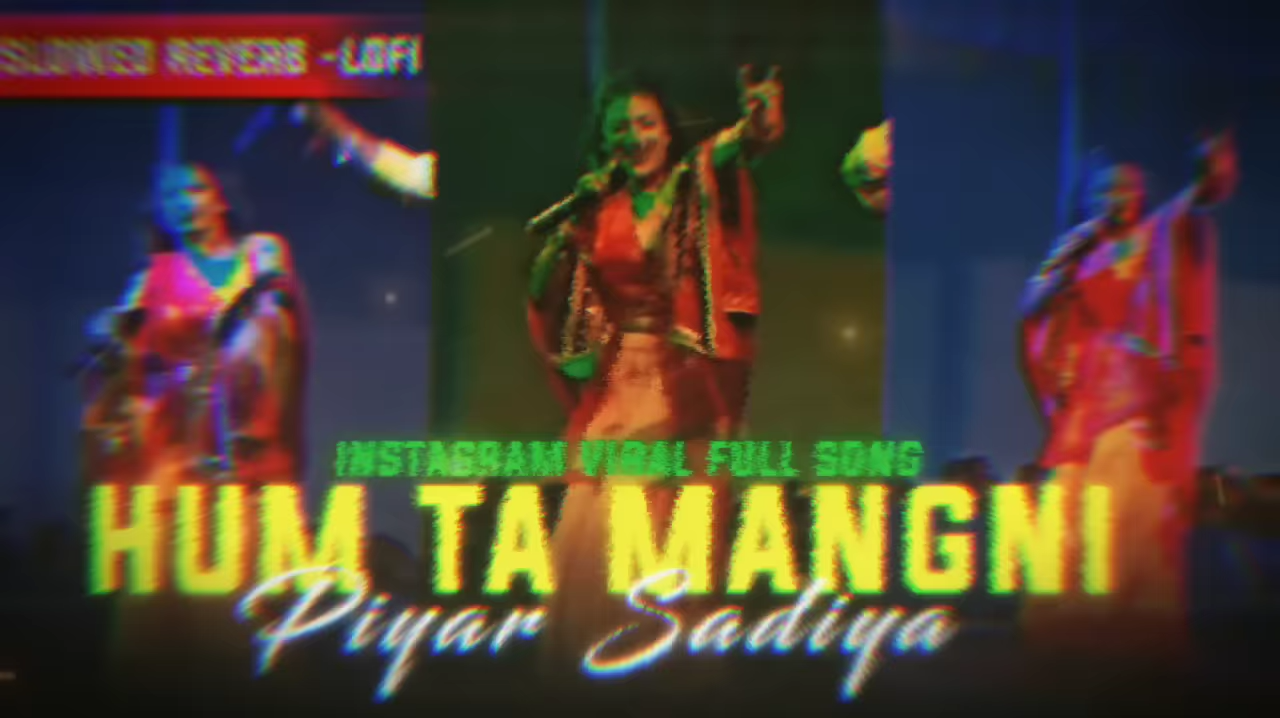 SLOWED REVERB -LOFI
INSTAGRAM VIRAL FULL SONG
HUM TA MANGNI
Piyar Sadiya